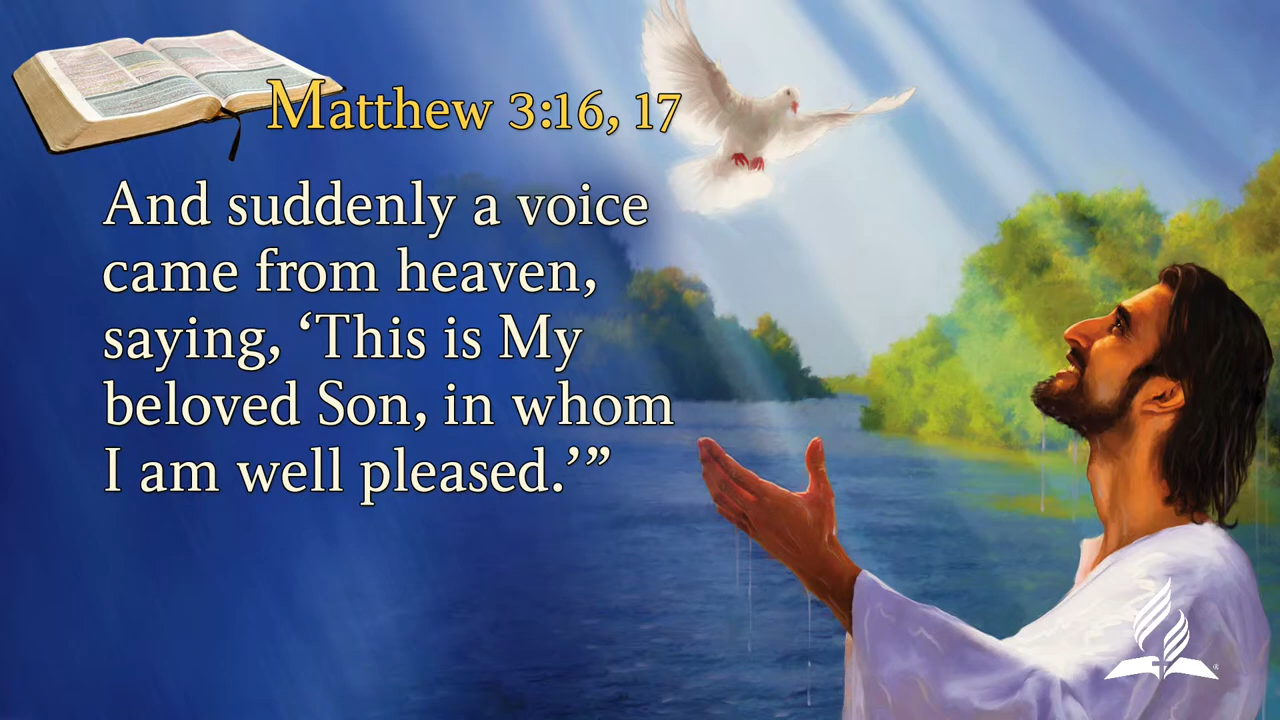 Matthew 3:16, 17
And suddenly a voice
came from heaven,
saying, ‘This is My
beloved Son, in whom
I am well pleased.’”